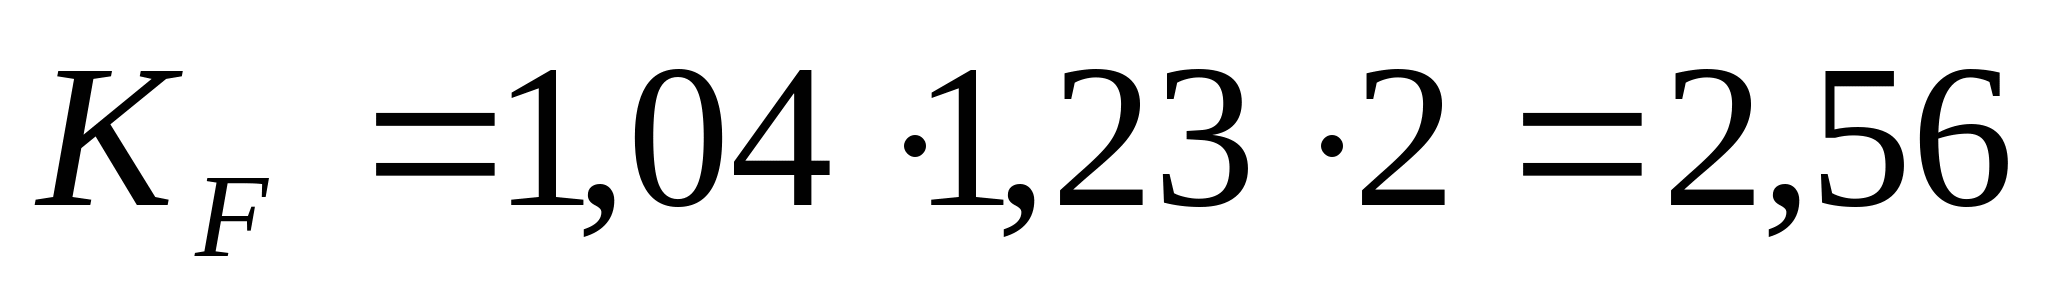 K_F = 1,04 · 1,23 · 2 = 2,56